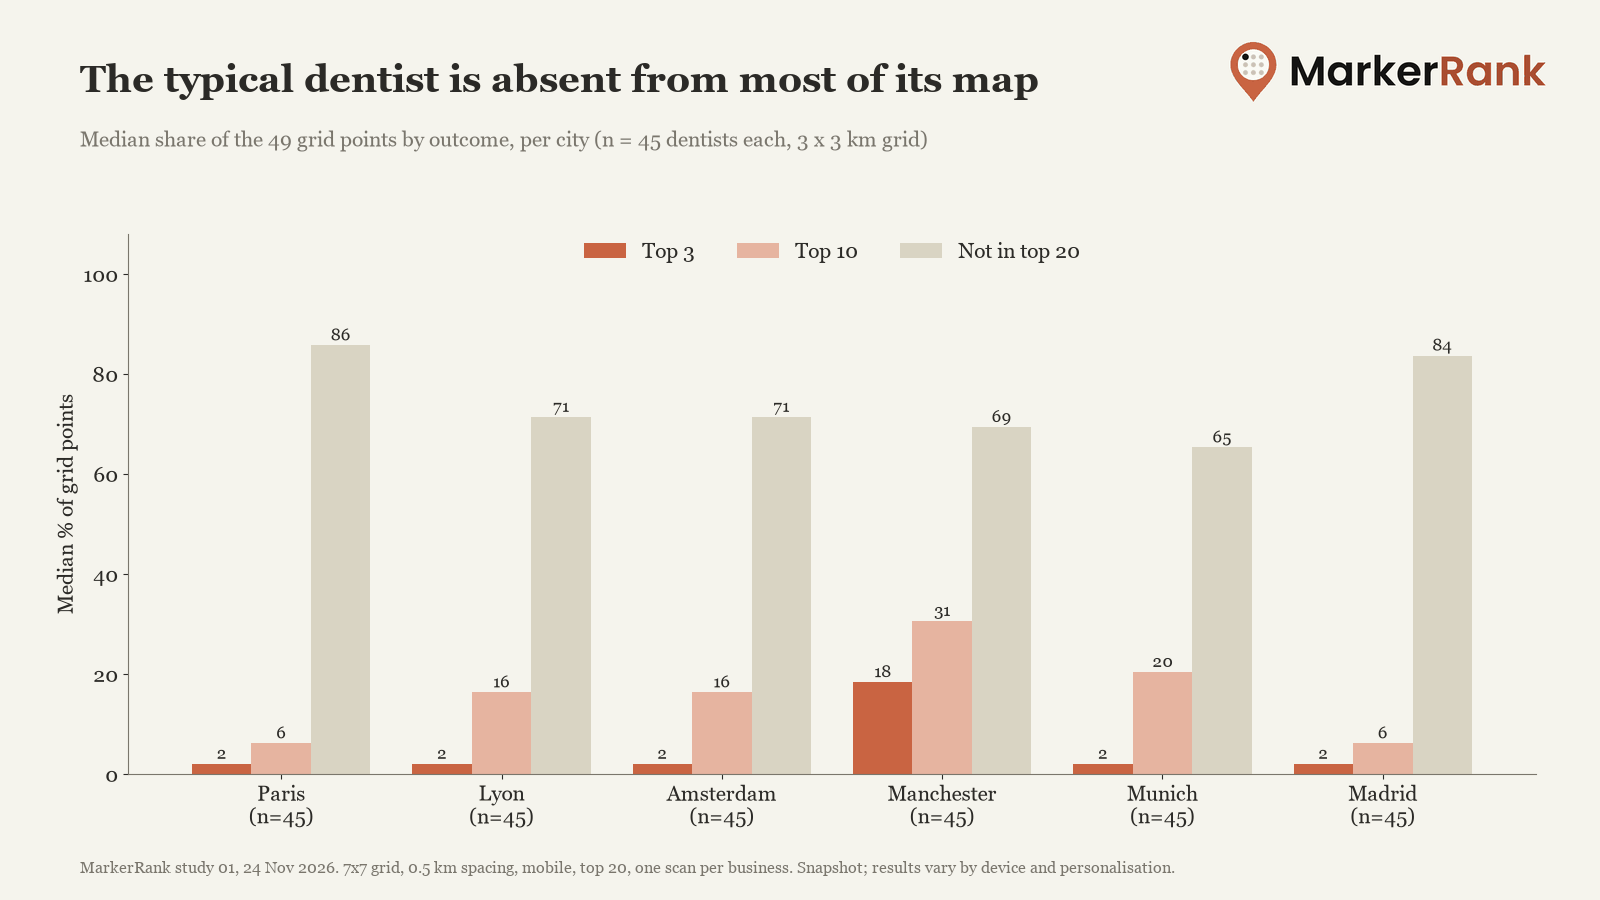 The typical dentist is absent from most of its map
MarkerRank
Median share of the 49 grid points by outcome, per city (n = 45 dentists each, 3 x 3 km grid)
Top 3 Top 10 Not in top 20
Median % of grid points
100
80
60
40
20
0
2 6 86
2 16 71
2 16 71
18 31 69
2 20 65
2 6 84
Paris Lyon Amsterdam Manchester Munich Madrid
(n=45) (n=45) (n=45) (n=45) (n=45) (n=45)
MarkerRank study 01, 24 Nov 2026. 7x7 grid, 0.5 km spacing, mobile, top 20, one scan per business. Snapshot; results vary by device and personalisation.